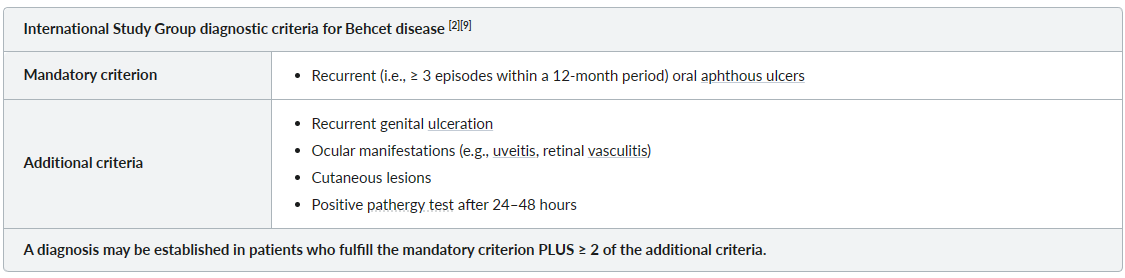 International Study Group diagnostic criteria for Behcet disease [2][9]
Mandatory criterion
• Recurrent (i.e., ≥ 3 episodes within a 12-month period) oral aphthous ulcers
Additional criteria
• Recurrent genital ulceration
• Ocular manifestations (e.g., uveitis, retinal vasculitis)
• Cutaneous lesions
• Positive pathergy test after 24–48 hours
A diagnosis may be established in patients who fulfill the mandatory criterion PLUS ≥ 2 of the additional criteria.